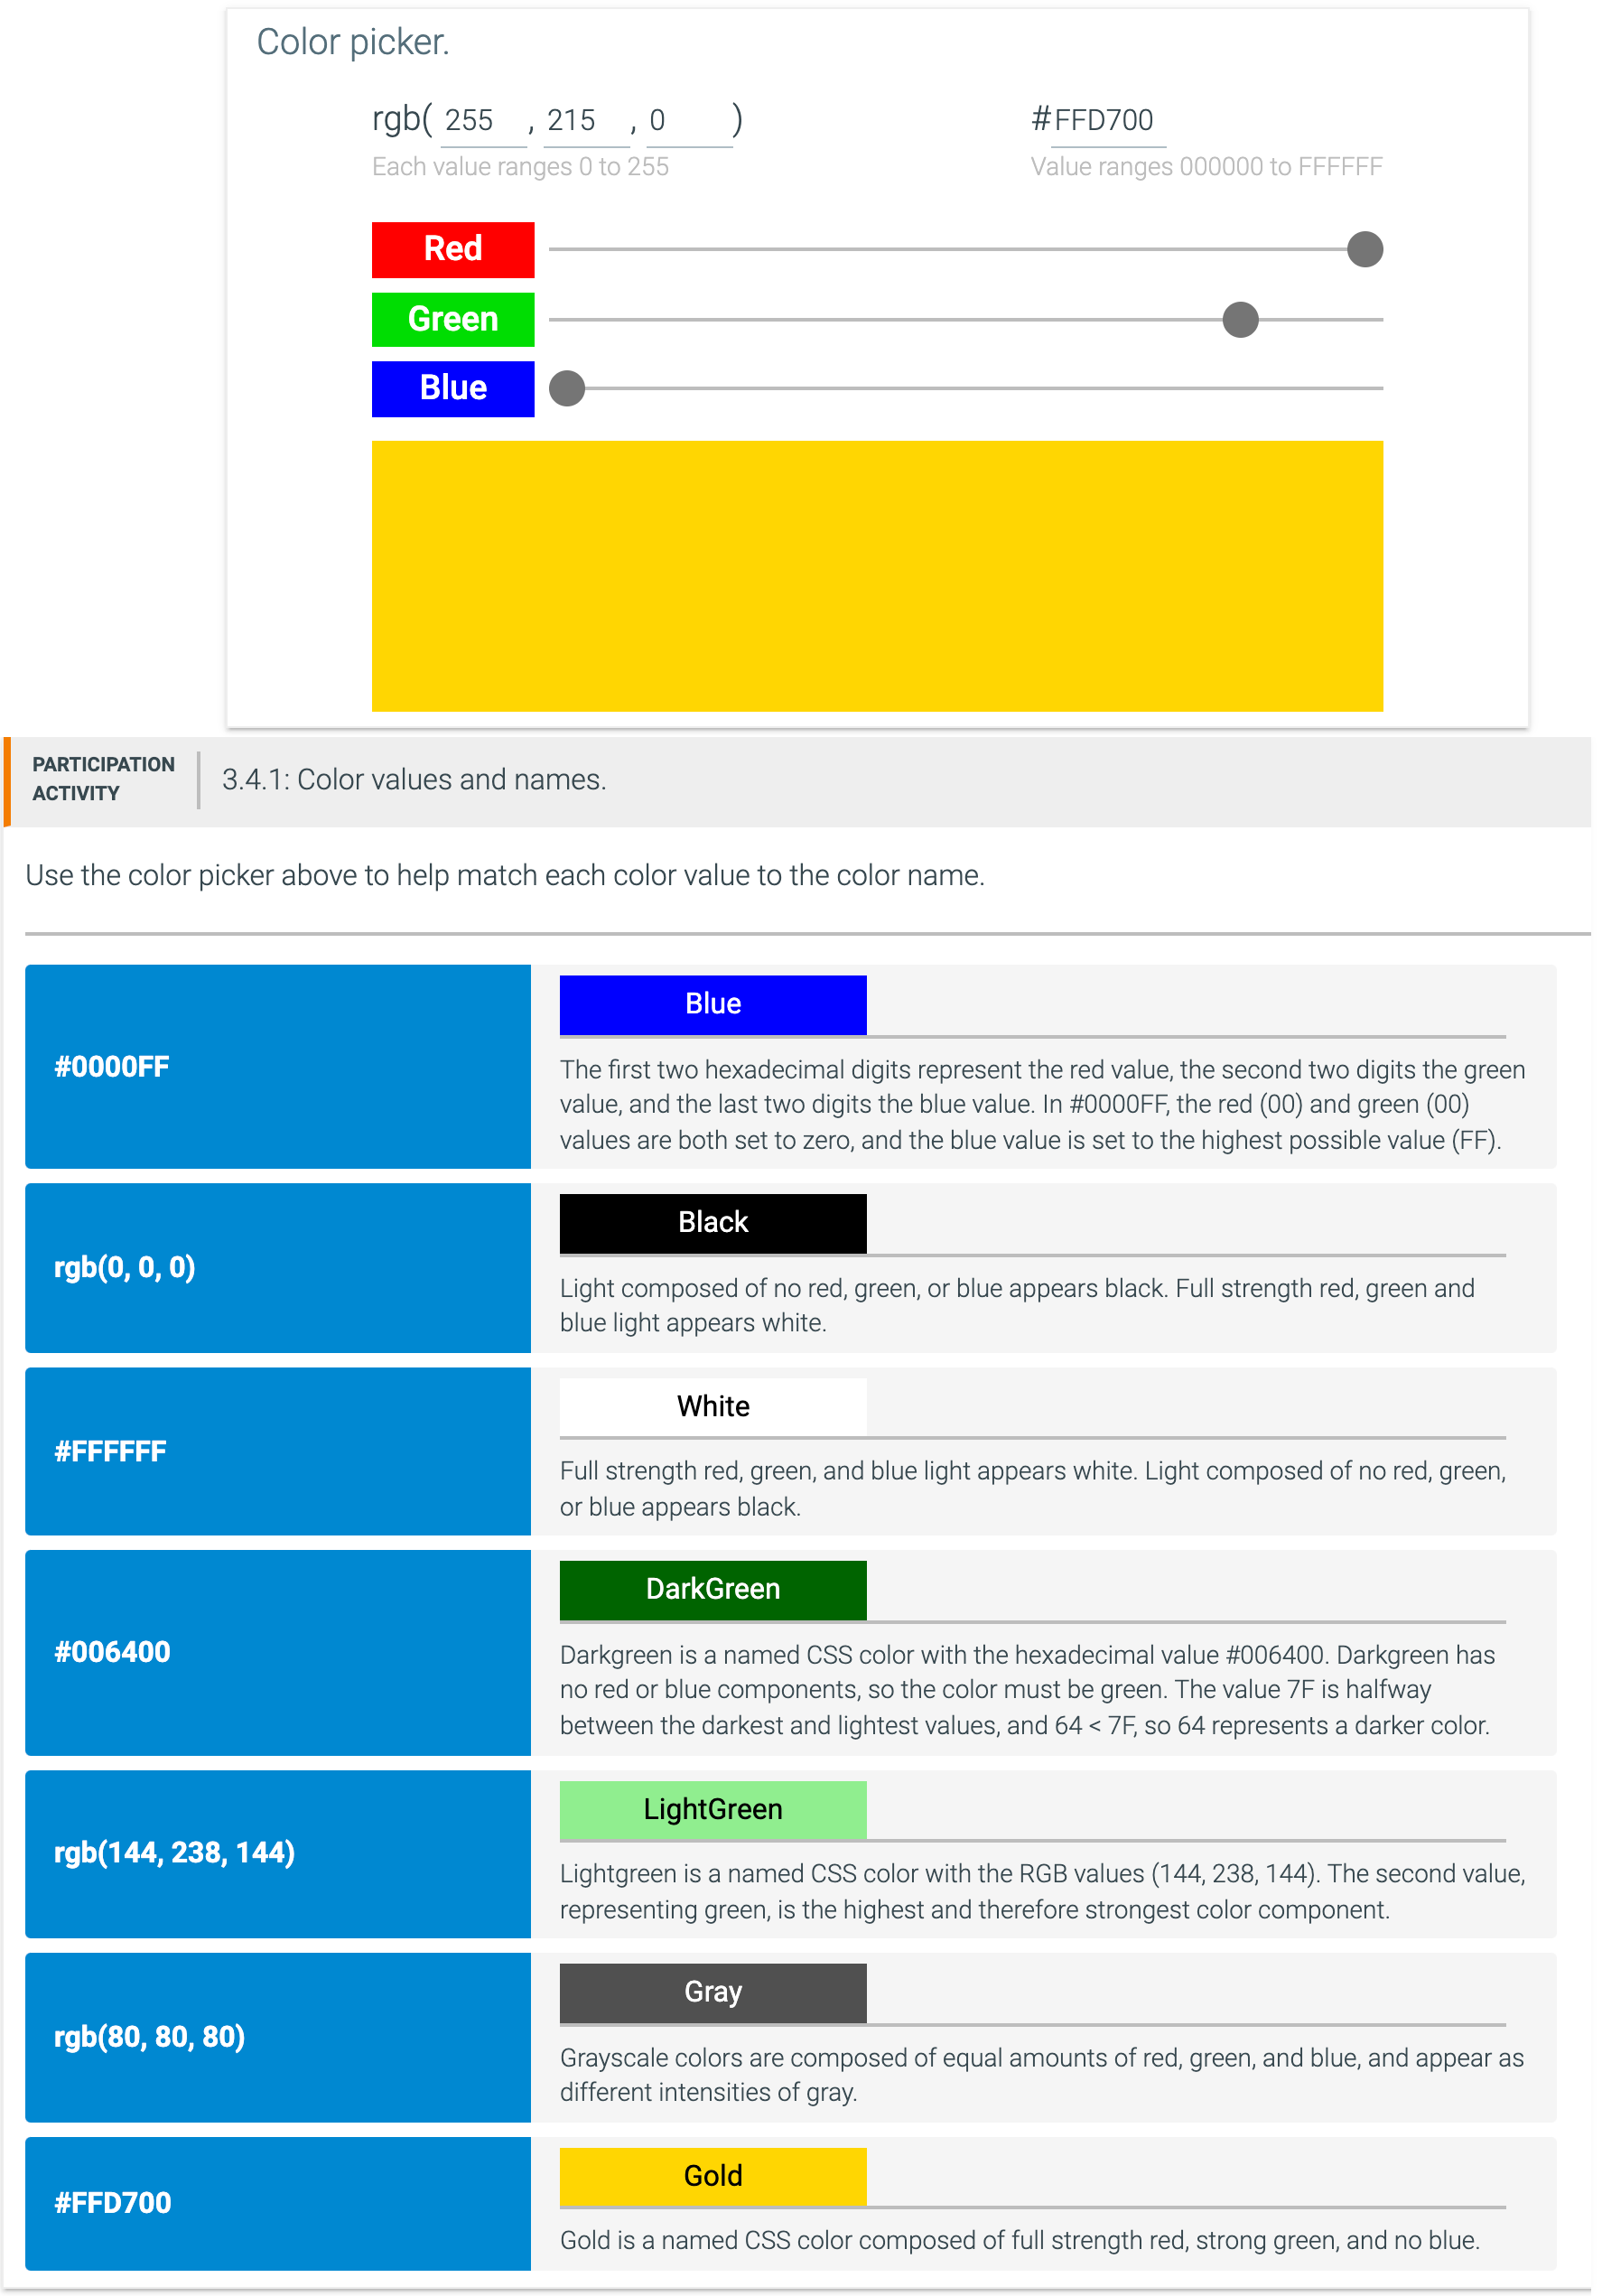 Color picker.
rgb( 255 , 215 , 0 )
#FFD700
Each value ranges 0 to 255
Value ranges 000000 to FFFFFF
Red
Green
Blue
PARTICIPATION
ACTIVITY
3.4.1: Color values and names.
Use the color picker above to help match each color value to the color name.
#0000FF
Blue
The first two hexadecimal digits represent the red value, the second two digits the green
value, and the last two digits the blue value. In #0000FF, the red (00) and green (00)
values are both set to zero, and the blue value is set to the highest possible value (FF).
rgb(0, 0, 0)
Black
Light composed of no red, green, or blue appears black. Full strength red, green and
blue light appears white.
#FFFFFF
White
Full strength red, green, and blue light appears white. Light composed of no red, green,
or blue appears black.
#006400
DarkGreen
Darkgreen is a named CSS color with the hexadecimal value #006400. Darkgreen has
no red or blue components, so the color must be green. The value 7F is halfway
between the darkest and lightest values, and 64 < 7F, so 64 represents a darker color.
rgb(144, 238, 144)
LightGreen
Lightgreen is a named CSS color with the RGB values (144, 238, 144). The second value,
representing green, is the highest and therefore strongest color component.
rgb(80, 80, 80)
Gray
Grayscale colors are composed of equal amounts of red, green, and blue, and appear as
different intensities of gray.
#FFD700
Gold
Gold is a named CSS color composed of full strength red, strong green, and no blue.